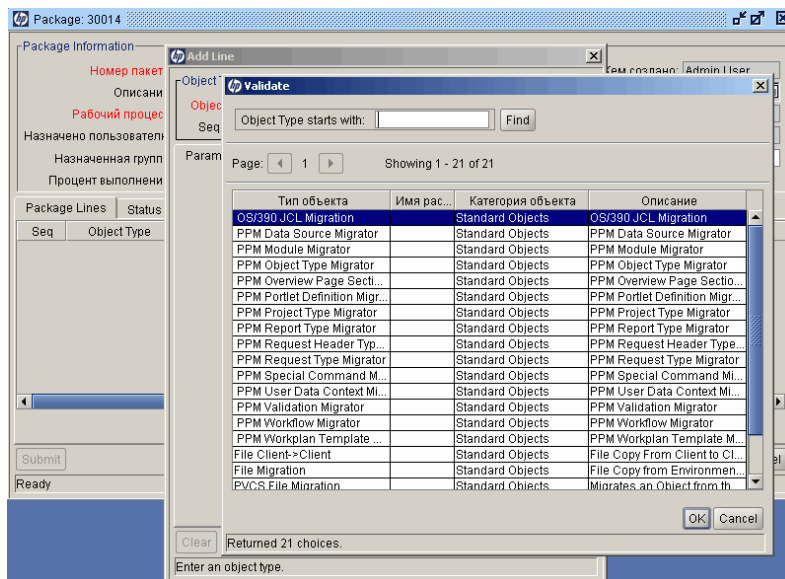 Package: 30014
Package Information
Номер пакет
Описани
Рабочий процес
Назначено пользовател
Назначенная групп
Процент выполнени
Кем создано: Admin User
Package Lines
Status
Seq
Object Type
Submit
Ready
Add Line
Object
Objec
Seq
Param
Clear
Enter an object type.
Validate
Object Type starts with:
Find
Page: 1
Showing 1 - 21 of 21
Тип объекта Имя рас... Категория объекта Описание
OS/390 JCL Migration Standard Objects OS/390 JCL Migration
PPM Data Source Migrator Standard Objects PPM Data Source Migrator
PPM Module Migrator Standard Objects PPM Module Migrator
PPM Object Type Migrator Standard Objects PPM Object Type Migrator
PPM Overview Page Secti... Standard Objects PPM Overview Page Sectio...
PPM Portlet Definition Migr... Standard Objects PPM Portlet Definition Migr...
PPM Project Type Migrator Standard Objects PPM Project Type Migrator
PPM Report Type Migrator Standard Objects PPM Report Type Migrator
PPM Request Header Typ... Standard Objects PPM Request Header Type...
PPM Request Type Migrator Standard Objects PPM Request Type Migrator
PPM Special Command M... Standard Objects PPM Special Command M...
PPM User Data Context Mi... Standard Objects PPM User Data Context Mi...
PPM Validation Migrator Standard Objects PPM Validation Migrator
PPM Workflow Migrator Standard Objects PPM Workflow Migrator
PPM Workplan Template ... Standard Objects PPM Workplan Template M...
File Client->Client Standard Objects File Copy From Client to Cl...
File Migration Standard Objects File Copy from Environmen...
PVCS File Migration Standard Objects Migrates an Object from th
OK
Cancel
Returned 21 choices.